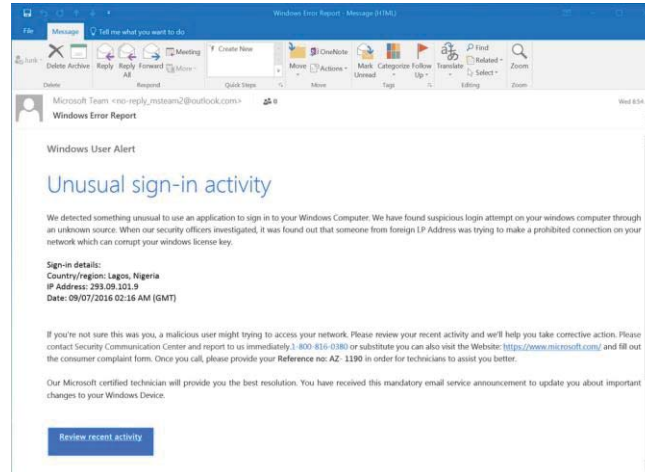 Windows Error Report - Message (HTML)
File Message Tell me what you want to do
Junk Delete Archive Reply Reply All Forward Meeting More Create New Move OneNote Actions Mark Unread Categorize Follow Up Translate Find Related Select Zoom
Delete Respond Quick Steps Move Tags Editing Zoom
Microsoft Team <no-reply_msteam2@outlook.com> 8 Wed 8:54
Windows Error Report
Windows User Alert
Unusual sign-in activity
We detected something unusual to use an application to sign in to your Windows Computer. We have found suspicious login attempt on your windows computer through
an unknown source. When our security officers investigated, it was found out that someone from foreign I.P Address was trying to make a prohibited connection on your
network which can corrupt your windows license key.
Sign-in details:
Country/region: Lagos, Nigeria
IP Address: 293.09.101.9
Date: 09/07/2016 02:16 AM (GMT)
If you're not sure this was you, a malicious user might trying to access your network. Please review your recent activity and we'll help you take corrective action. Please
contact Security Communication Center and report to us immediately.1-800-816-0380 or substitute you can also visit the Website: https://www.microsoft.com/ and fill out
the consumer complaint form. Once you call, please provide your Reference no: AZ- 1190 in order for technicians to assist you better.
Our Microsoft certified technician will provide you the best resolution. You have received this mandatory email service announcement to update you about important
changes to your Windows Device.
Review recent activity